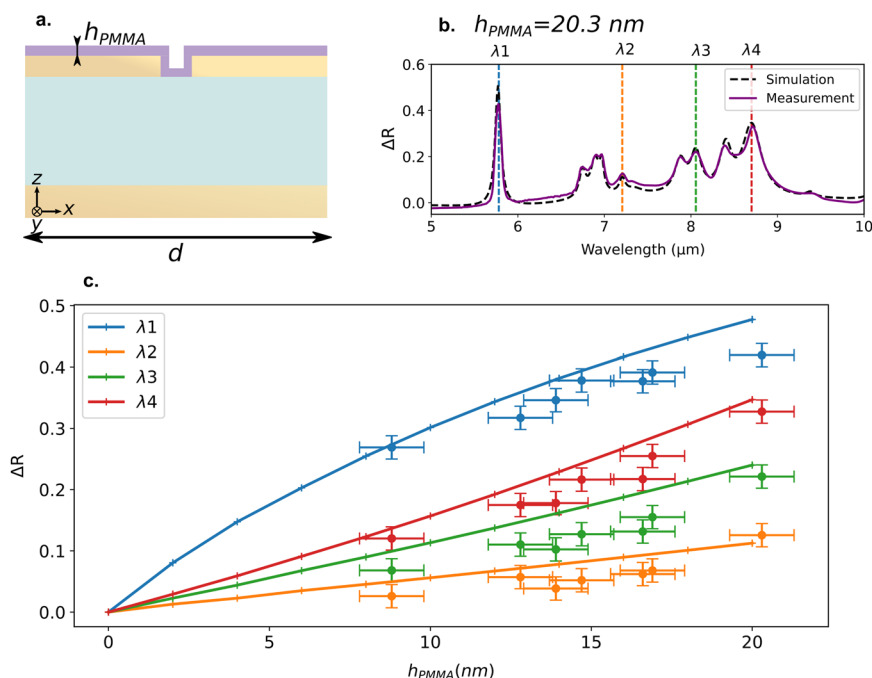 a.
h_PMMA
z
x
y
d
b.
h_PMMA=20.3 nm
λ1
λ2
λ3
λ4
0.6
0.4
0.2
0.0
ΔR
Simulation
Measurement
5
6
7
8
9
10
Wavelength (μm)
c.
0.5
0.4
0.3
0.2
0.1
0.0
ΔR
λ1
λ2
λ3
λ4
0
5
10
15
20
h_PMMA(nm)